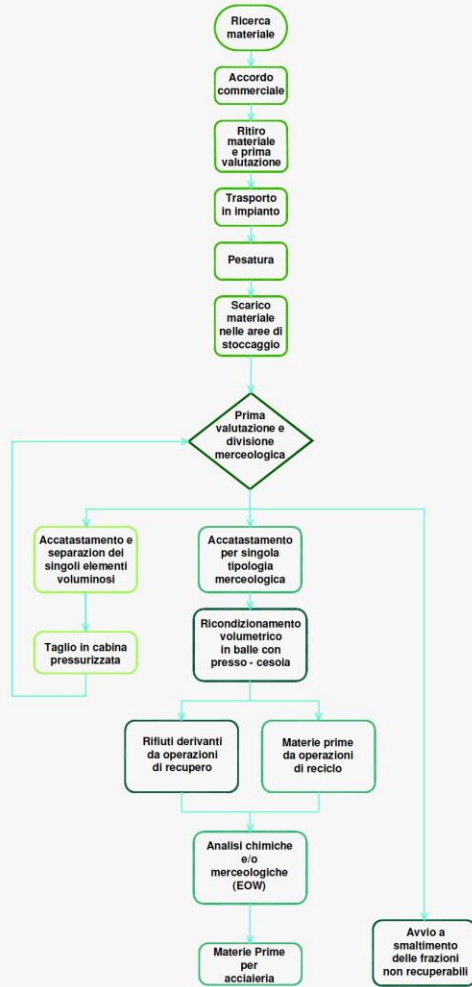 Ricerca
materiale
Accordo
commerciale
Ritiro
materiale
e prima
valutazione
Trasporto
in impianto
Pesatura
Scarico
materiale
nelle aree di
stoccaggio
Prima
valutazione e
divisione
merceologica
Accatastamento e
separazion dei
singoli elementi
voluminosi
Accatastamento
per singola
tipologia
merceologica
Taglio in cabina
pressurizzata
Ricondizionamento
volumetrico
in balle con
presso - cesoia
Rifiuti derivanti
da operazioni
di recupero
Materie prime
da operazioni
di reciclo
Analisi chimiche
e/o
merceologiche
(EOW)
Materie Prime
per
acciaieria
Avvio a
smaltimento
delle frazioni
non recuperabili